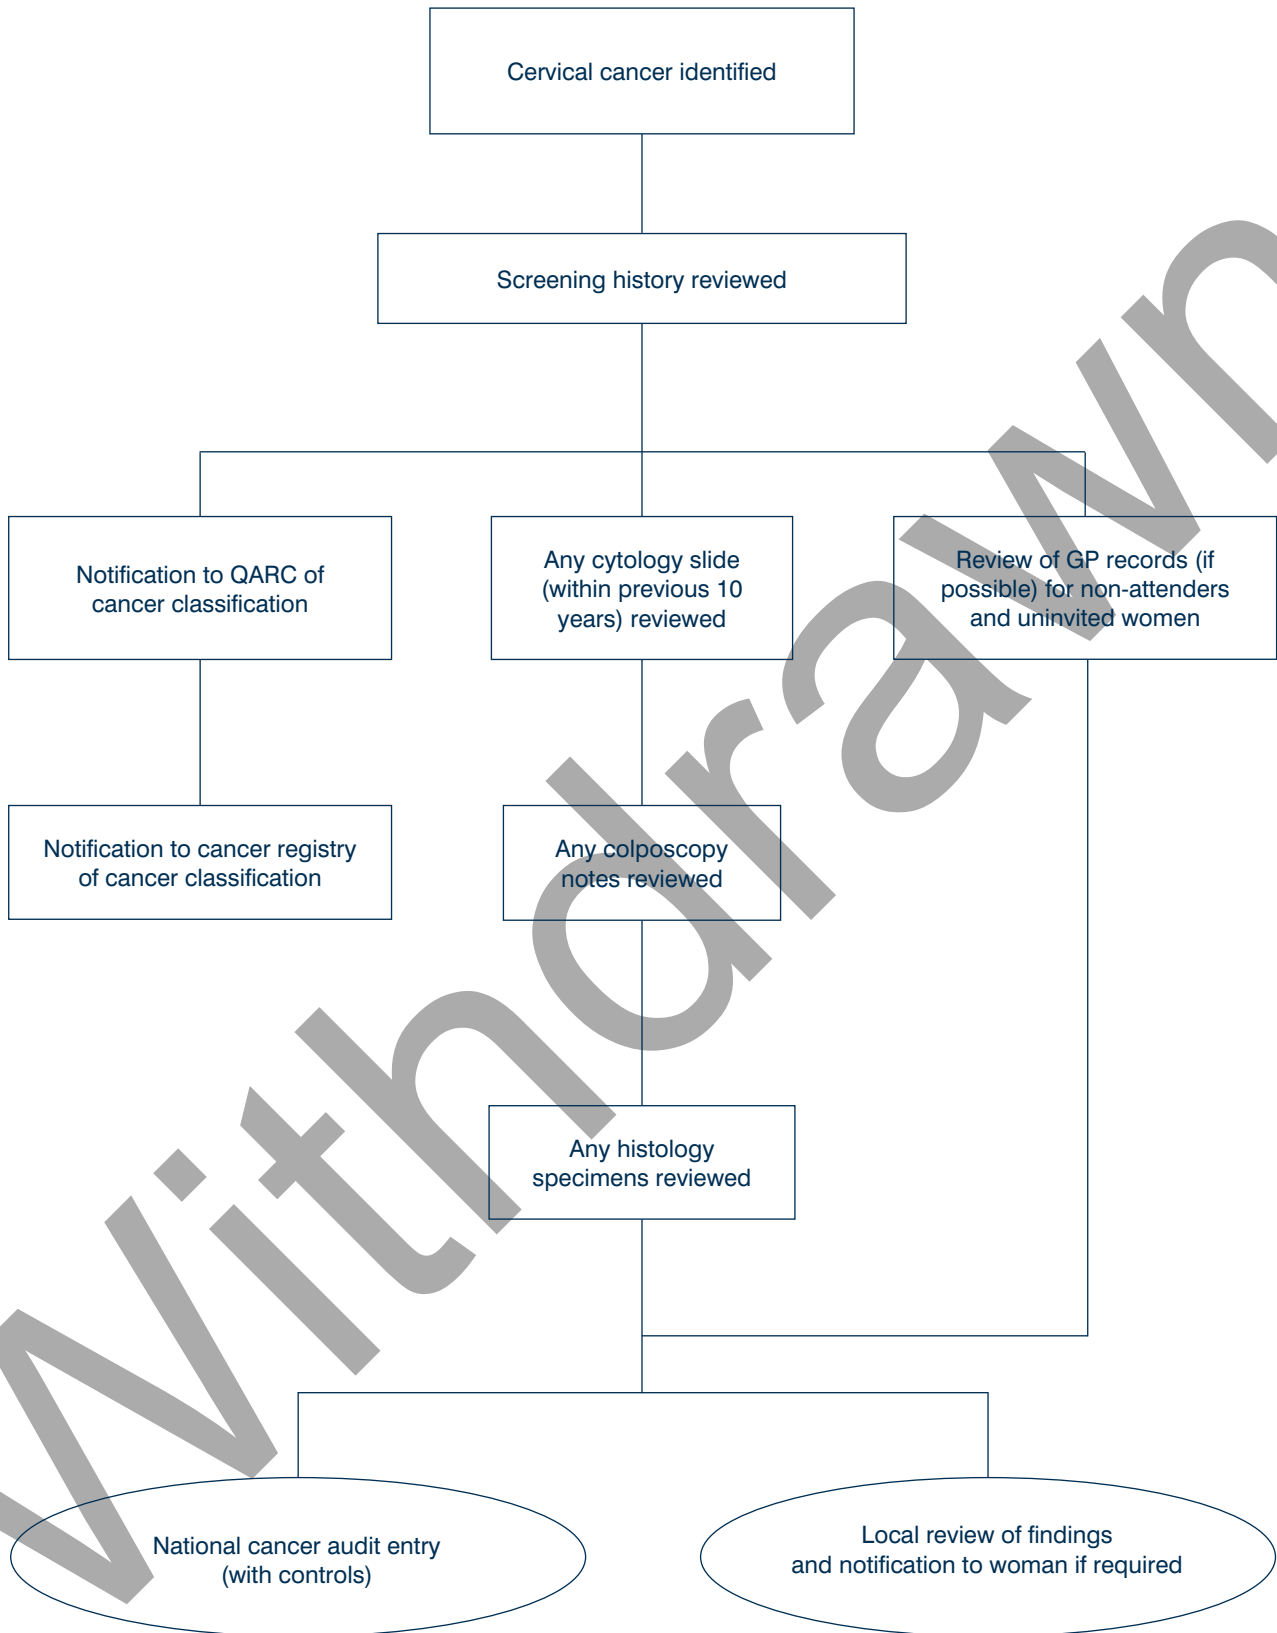 Cervical cancer identified
Screening history reviewed
Notification to QARC of
cancer classification
Any cytology slide
(within previous 10
years) reviewed
Review of GP records (if
possible) for non-attenders
and uninvited women
Notification to cancer registry
of cancer classification
Any colposcopy
notes reviewed
Any histology
specimens reviewed
National cancer audit entry
(with controls)
Local review of findings
and notification to woman if required
Withdrawn